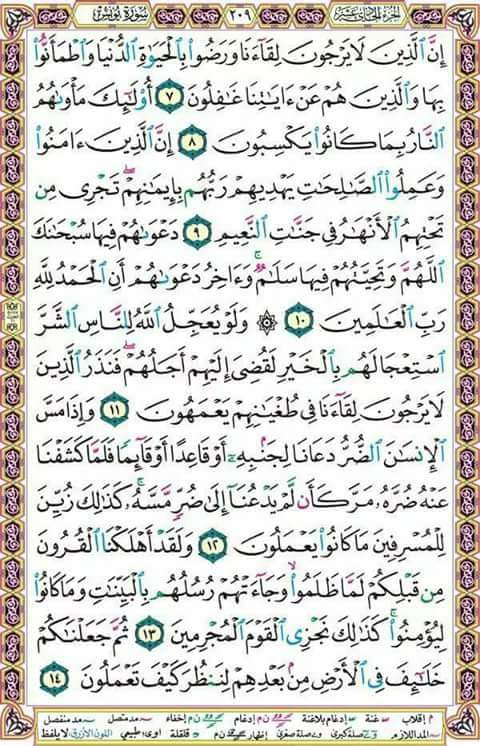 سورة يونس
٢٠٩
الجزء الحادي عشر
إِنَّ ٱلَّذِينَ لَا يَرْجُونَ لِقَآءَنَا وَرَضُوا۟ بِٱلْحَيَوٰةِ ٱلدُّنْيَا وَٱطْمَأَنُّوا۟
بِهَا وَٱلَّذِينَ هُمْ عَنْ ءَايَـٰتِنَا غَـٰفِلُونَ ٧ أُو۟لَـٰٓئِكَ مَأْوَىٰهُمُ
ٱلنَّارُ بِمَا كَانُوا۟ يَكْسِبُونَ ٨ إِنَّ ٱلَّذِينَ ءَامَنُوا۟
وَعَمِلُوا۟ ٱلصَّـٰلِحَـٰتِ يَهْدِيهِمْ رَبُّهُم بِإِيمَـٰنِهِمْ ۖ تَجْرِى مِن
تَحْتِهِمُ ٱلْأَنْهَـٰرُ فِى جَنَّـٰتِ ٱلنَّعِيمِ ٩ دَعْوَىٰهُمْ فِيهَا سُبْحَـٰنَكَ
ٱللَّهُمَّ وَتَحِيَّتُهُمْ فِيهَا سَلَـٰمٌ ۚ وَءَاخِرُ دَعْوَىٰهُمْ أَنِ ٱلْحَمْدُ لِلَّهِ
رَبِّ ٱلْعَـٰلَمِينَ ١٠ ۞ وَلَوْ يُعَجِّلُ ٱللَّهُ لِلنَّاسِ ٱلشَّرَّ
ٱسْتِعْجَالَهُم بِٱلْخَيْرِ لَقُضِىَ إِلَيْهِمْ أَجَلُهُمْ ۖ فَنَذَرُ ٱلَّذِينَ
لَا يَرْجُونَ لِقَآءَنَا فِى طُغْيَـٰنِهِمْ يَعْمَهُونَ ١١ وَإِذَا مَسَّ
ٱلْإِنسَـٰنَ ٱلضُّرُّ دَعَانَا لِجَنۢبِهِۦٓ أَوْ قَاعِدًا أَوْ قَآئِمًا فَلَمَّا كَشَفْنَا
عَنْهُ ضُرَّهُۥ مَرَّ كَأَن لَّمْ يَدْعُنَآ إِلَىٰ ضُرٍّ مَّسَّهُۥ ۚ كَذَٰلِكَ زُيِّنَ
لِلْمُسْرِفِينَ مَا كَانُوا۟ يَعْمَلُونَ ١٢ وَلَقَدْ أَهْلَكْنَا ٱلْقُرُونَ
مِن قَبْلِكُمْ لَمَّا ظَلَمُوا۟ ۙ وَجَآءَتْهُمْ رُسُلُهُم بِٱلْبَيِّنَـٰتِ وَمَا كَانُوا۟
لِيُؤْمِنُوا۟ ۚ كَذَٰلِكَ نَجْزِى ٱلْقَوْمَ ٱلْمُجْرِمِينَ ١٣ ثُمَّ جَعَلْنَـٰكُمْ
خَلَـٰٓئِفَ فِى ٱلْأَرْضِ مِنۢ بَعْدِهِمْ لِنَنظُرَ كَيْفَ تَعْمَلُونَ ١٤
م إقلاب غنة إدغام بلاغنة ن م إدغام ن م إخفاء مد متصل مد منفصل
المد اللازم صلة كبرى صلة صغرى إظهار ن م قلقلة اوى: طبيعي اللون الأزرق: لا يلفظ